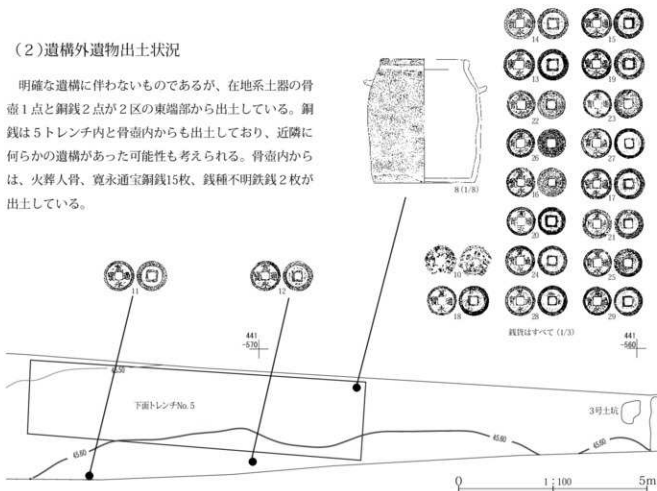 (2)遺構外遺物出土状況
明確な遺構に伴わないものであるが、在地系土器の骨
壺1点と銅銭2点が2区の東端部から出土している。銅
銭は5トレンチ内と骨壺内からも出土しており、近隣に
何らかの遺構があった可能性も考えられる。骨壺内から
は、火葬人骨、寛永通宝銅銭15枚、銭種不明鉄銭2枚が
出土している。
8 (1/8)
14
15
13
19
22
23
26
27
16
17
20
21
10
24
25
18
28
29
銭貨はすべて (1/3)
11
12
441
-570
441
-560
45.50
下面トレンチNo. 5
3号土坑
45.60
45.60
45.60
0
1:100
5m